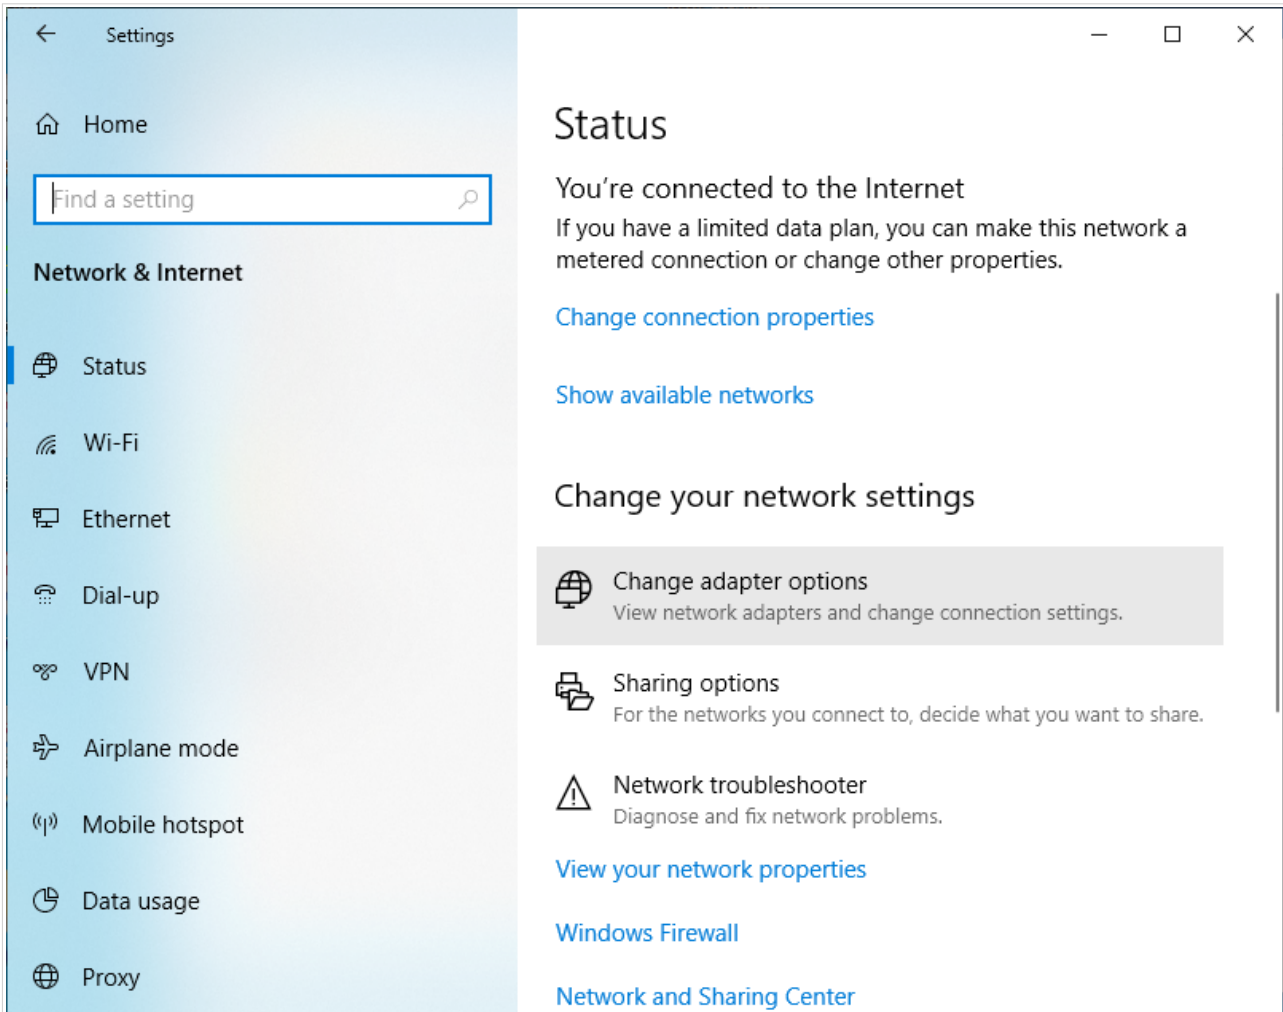 Settings
Home
Find a setting
Network & Internet
Status
Wi-Fi
Ethernet
Dial-up
VPN
Airplane mode
Mobile hotspot
Data usage
Proxy
Status
You're connected to the Internet
If you have a limited data plan, you can make this network a
metered connection or change other properties.
Change connection properties
Show available networks
Change your network settings
Change adapter options
View network adapters and change connection settings.
Sharing options
For the networks you connect to, decide what you want to share.
Network troubleshooter
Diagnose and fix network problems.
View your network properties
Windows Firewall
Network and Sharing Center